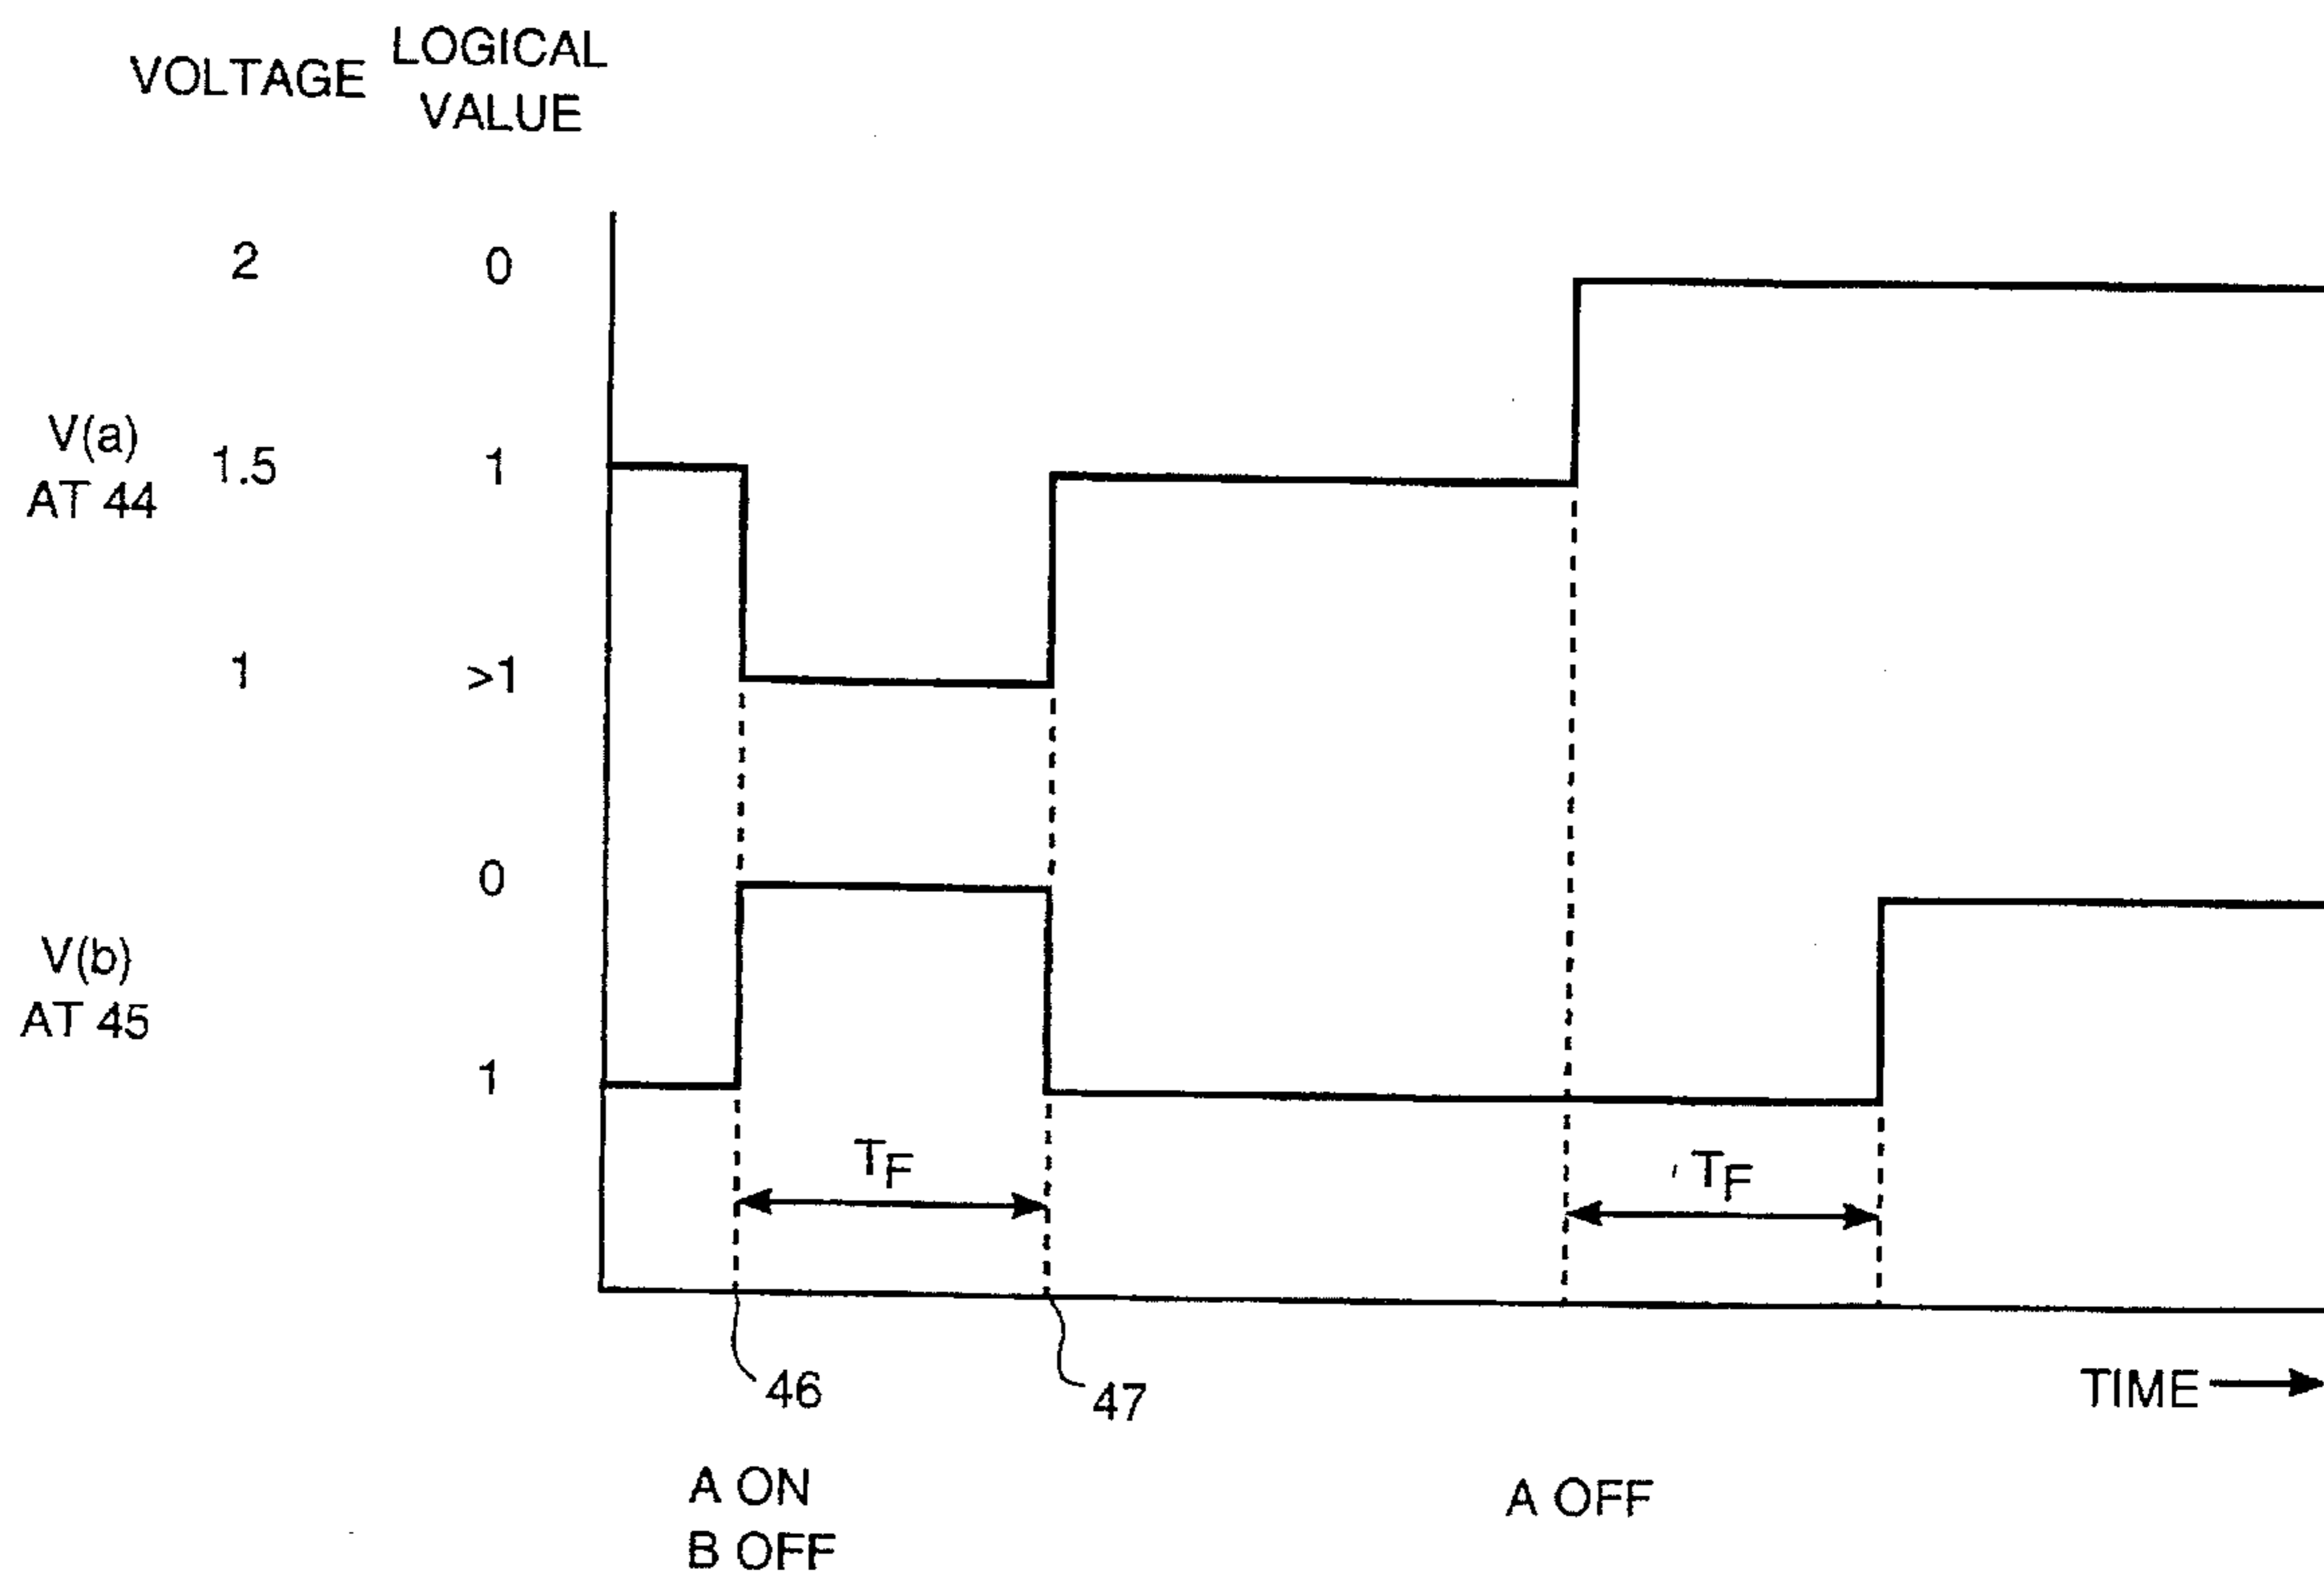 VOLTAGE
LOGICAL
VALUE
2
0
V(a)
AT 44
1.5
1
1
>1
0
V(b)
AT 45
1
TF
TF
46
47
TIME
A ON
B OFF
A OFF